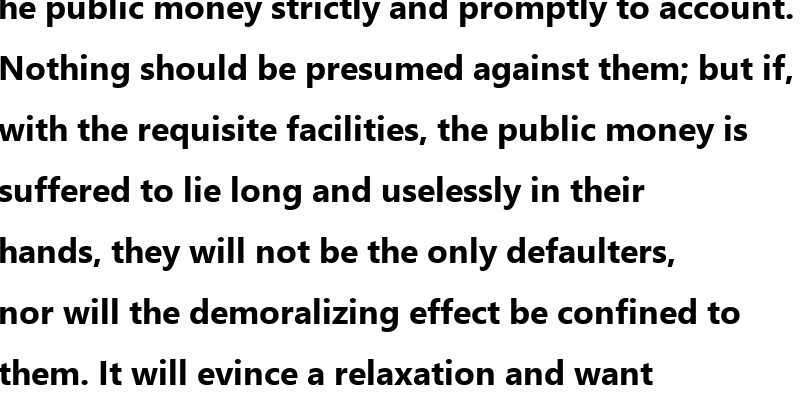 he public money strictly and promptly to account.
Nothing should be presumed against them; but if,
with the requisite facilities, the public money is
suffered to lie long and uselessly in their
hands, they will not be the only defaulters,
nor will the demoralizing effect be confined to
them. It will evince a relaxation and want